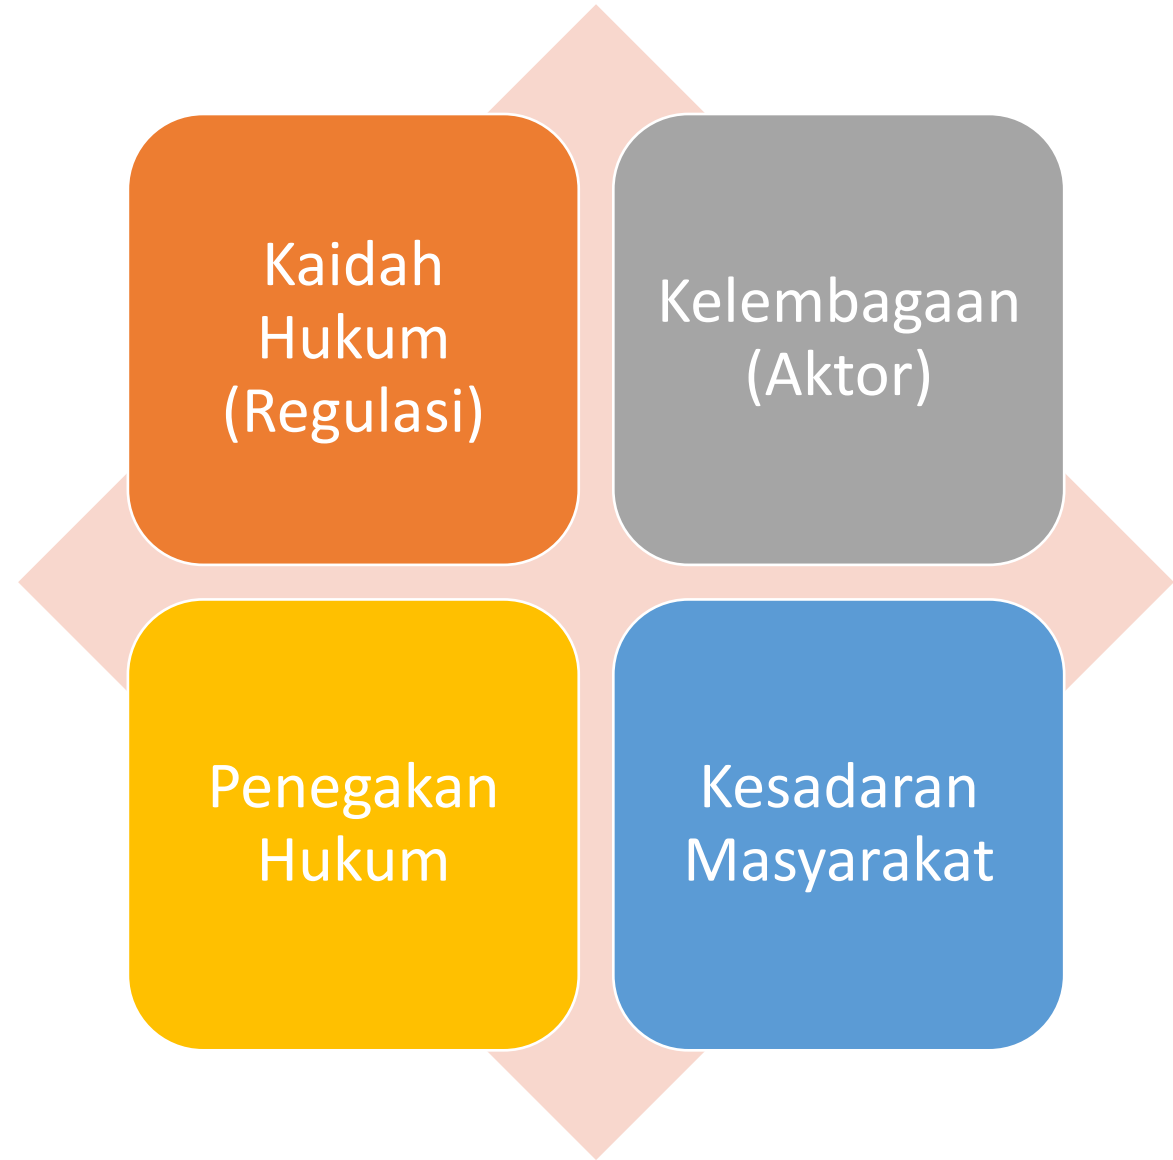 Kaidah
Hukum
(Regulasi)
Kelembagaan
(Aktor)
Penegakan
Hukum
Kesadaran
Masyarakat